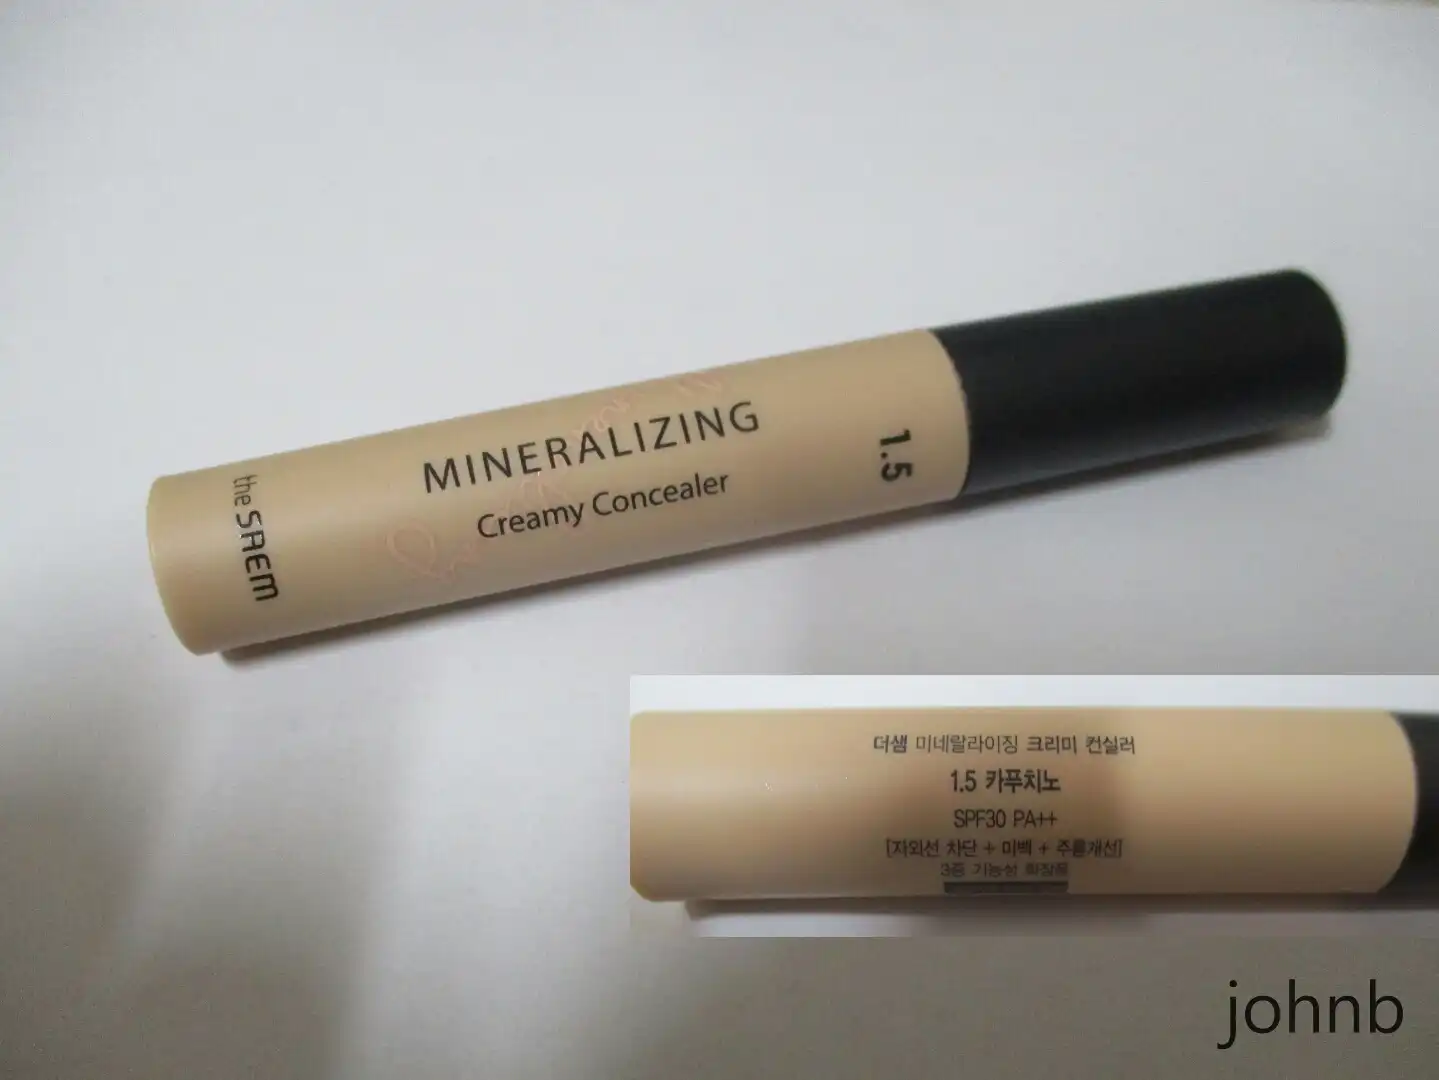 the SAEM
MINERALIZING
Creamy Concealer
1.5
더샘 미네랄라이징 크리미 컨실러
1.5 카푸치노
SPF30 PA++
[자외선 차단 + 미백 + 주름개선]
3중 기능성 화장품
johnb